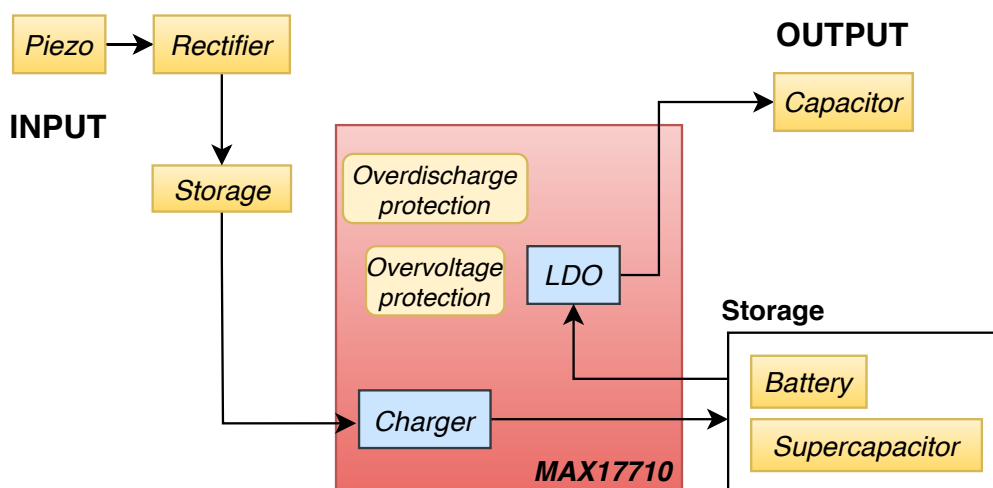 Piezo
Rectifier
OUTPUT
Capacitor
INPUT
Storage
Overdischarge
protection
Overvoltage
protection
LDO
Storage
Battery
Charger
Supercapacitor
MAX17710